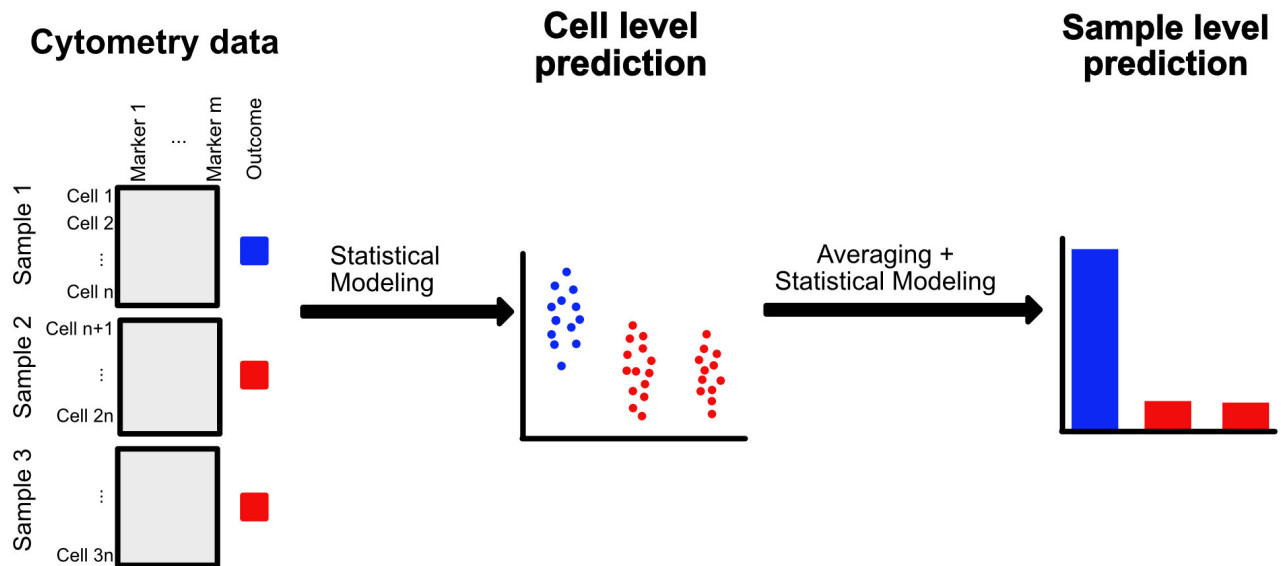 Cytometry data
Cell level
prediction
Sample level
prediction
Marker 1
...
Marker m
Outcome
Sample 1
Cell 1
Cell 2
...
Cell n
Sample 2
Cell n+1
...
Cell 2n
Sample 3
...
Cell 3n
Statistical
Modeling
Averaging +
Statistical Modeling